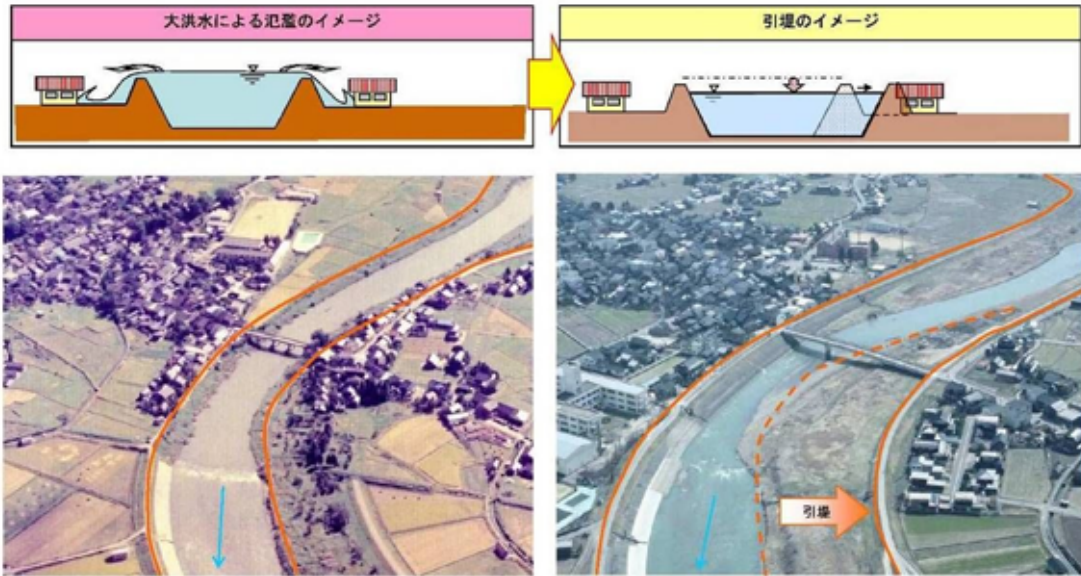 大洪水による氾濫のイメージ
引堤のイメージ
引堤